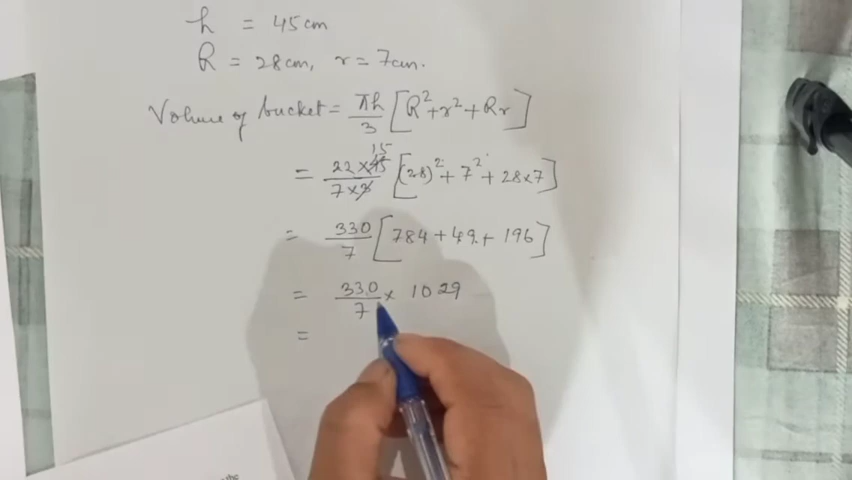 h = 45cm
R = 28cm, r = 7cm.
Volume of bucket = πh/3 [R²+r²+Rr]
= 22×45/7×3 15 [(28)²+7²+28×7]
= 330/7 [784+49+196]
= 330/7 × 1029
=